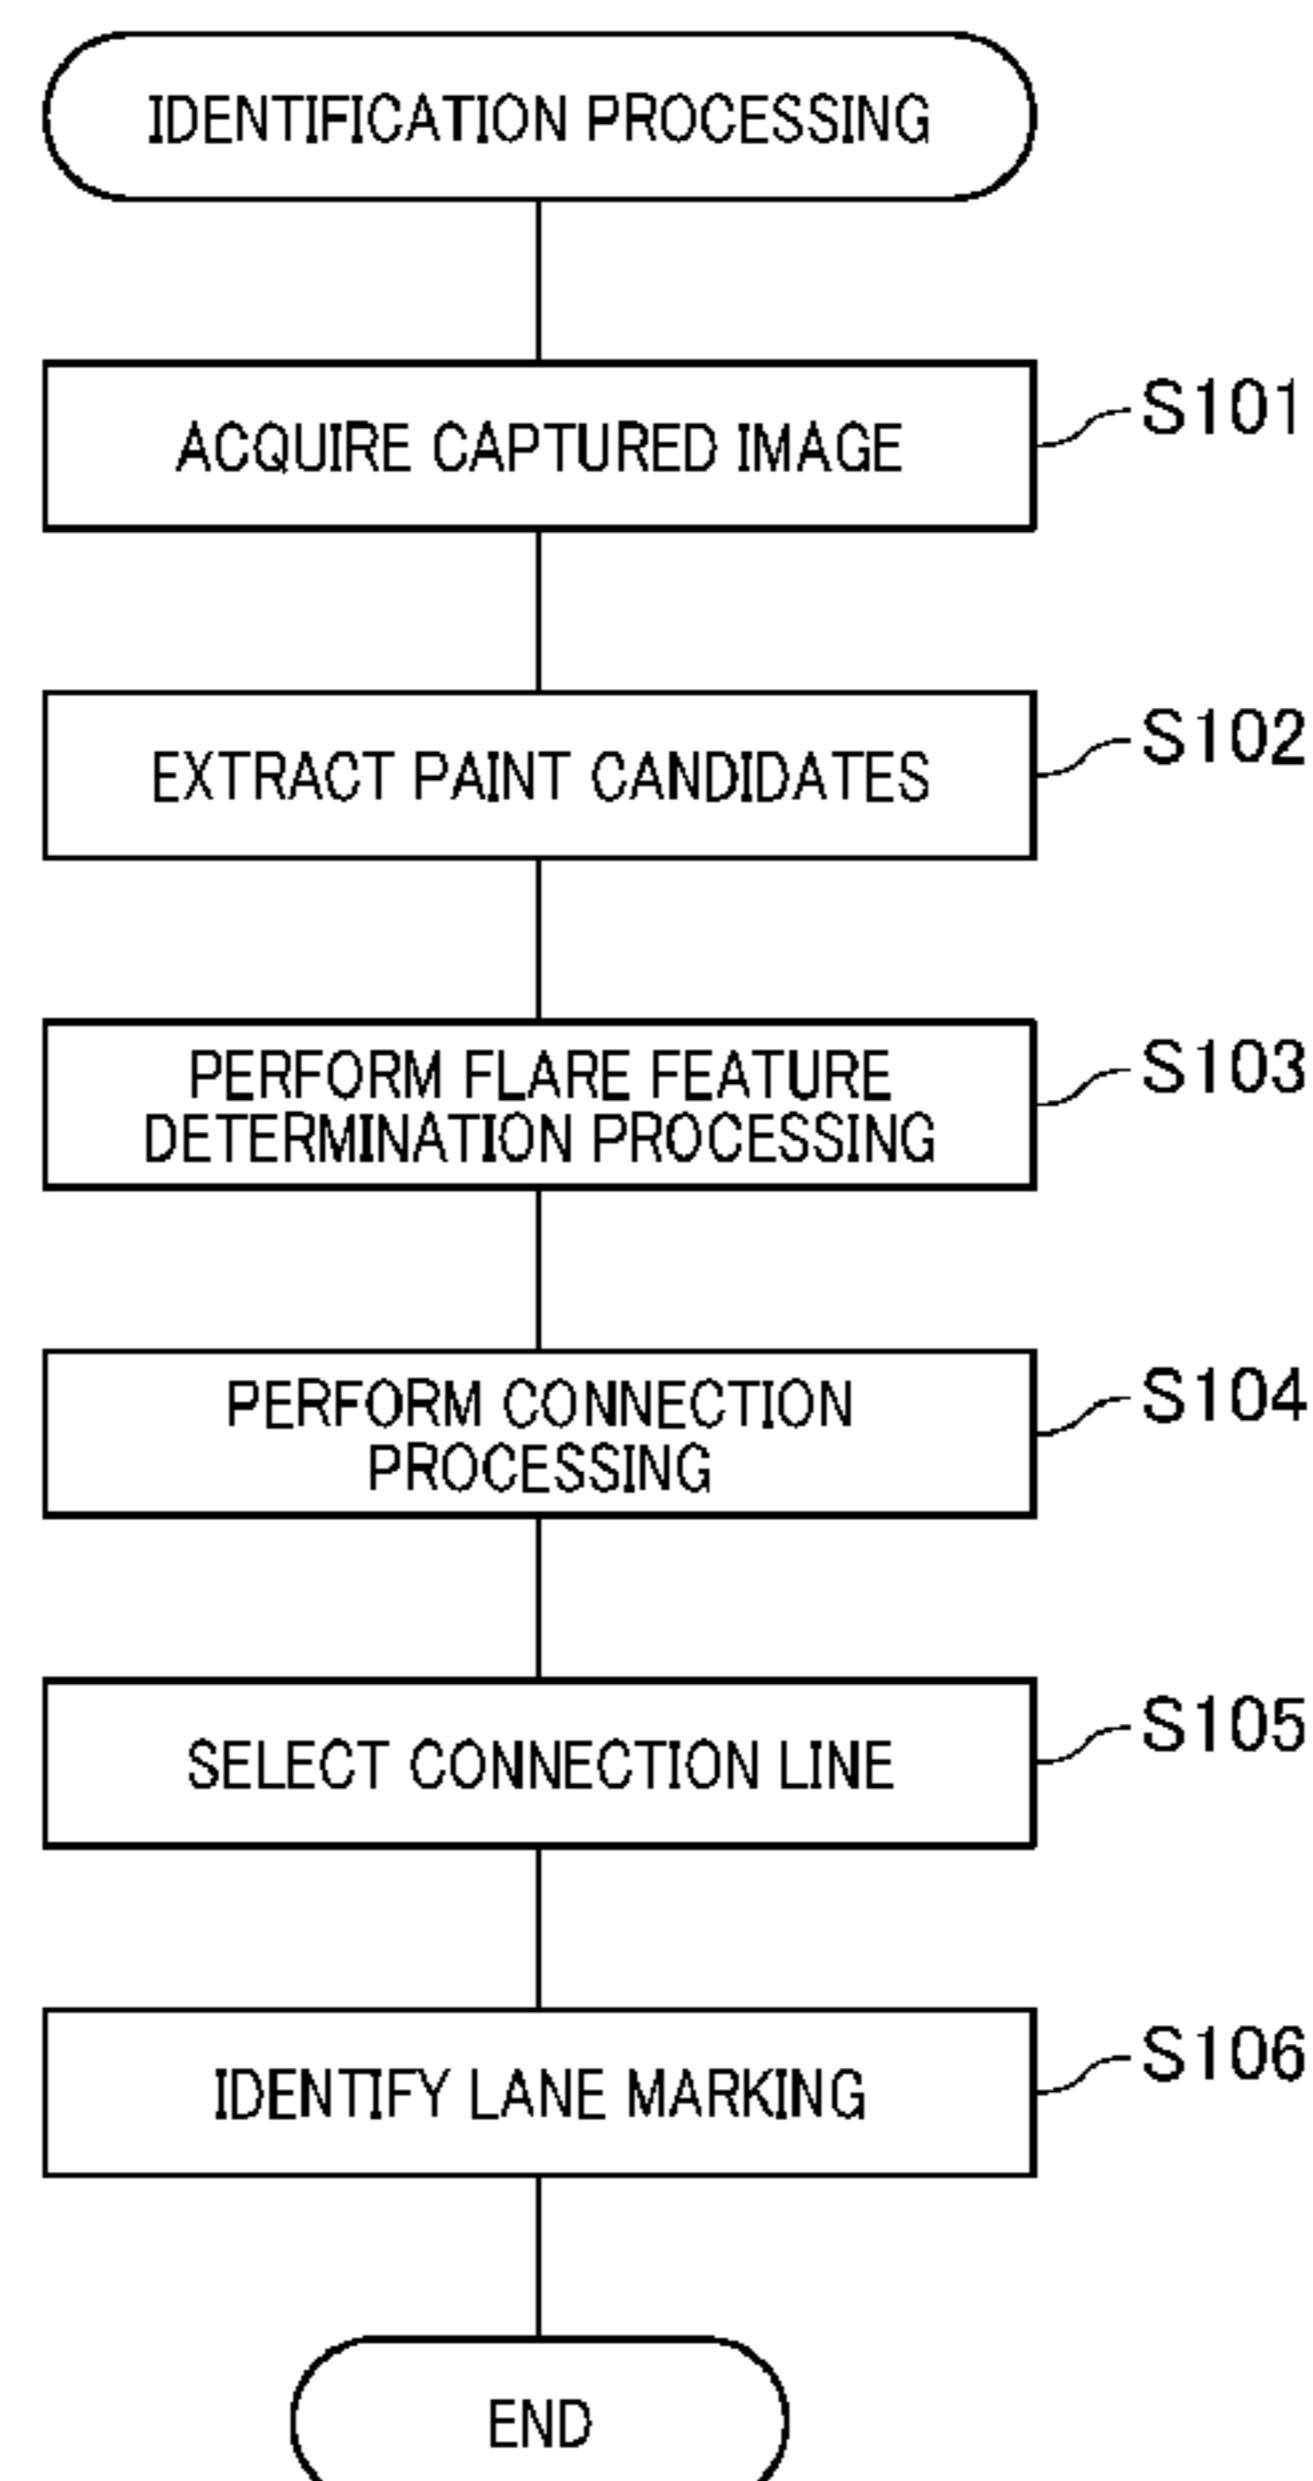 IDENTIFICATION PROCESSING
ACQUIRE CAPTURED IMAGE
S101
EXTRACT PAINT CANDIDATES
S102
PERFORM FLARE FEATURE
DETERMINATION PROCESSING
S103
PERFORM CONNECTION
PROCESSING
S104
SELECT CONNECTION LINE
S105
IDENTIFY LANE MARKING
S106
END